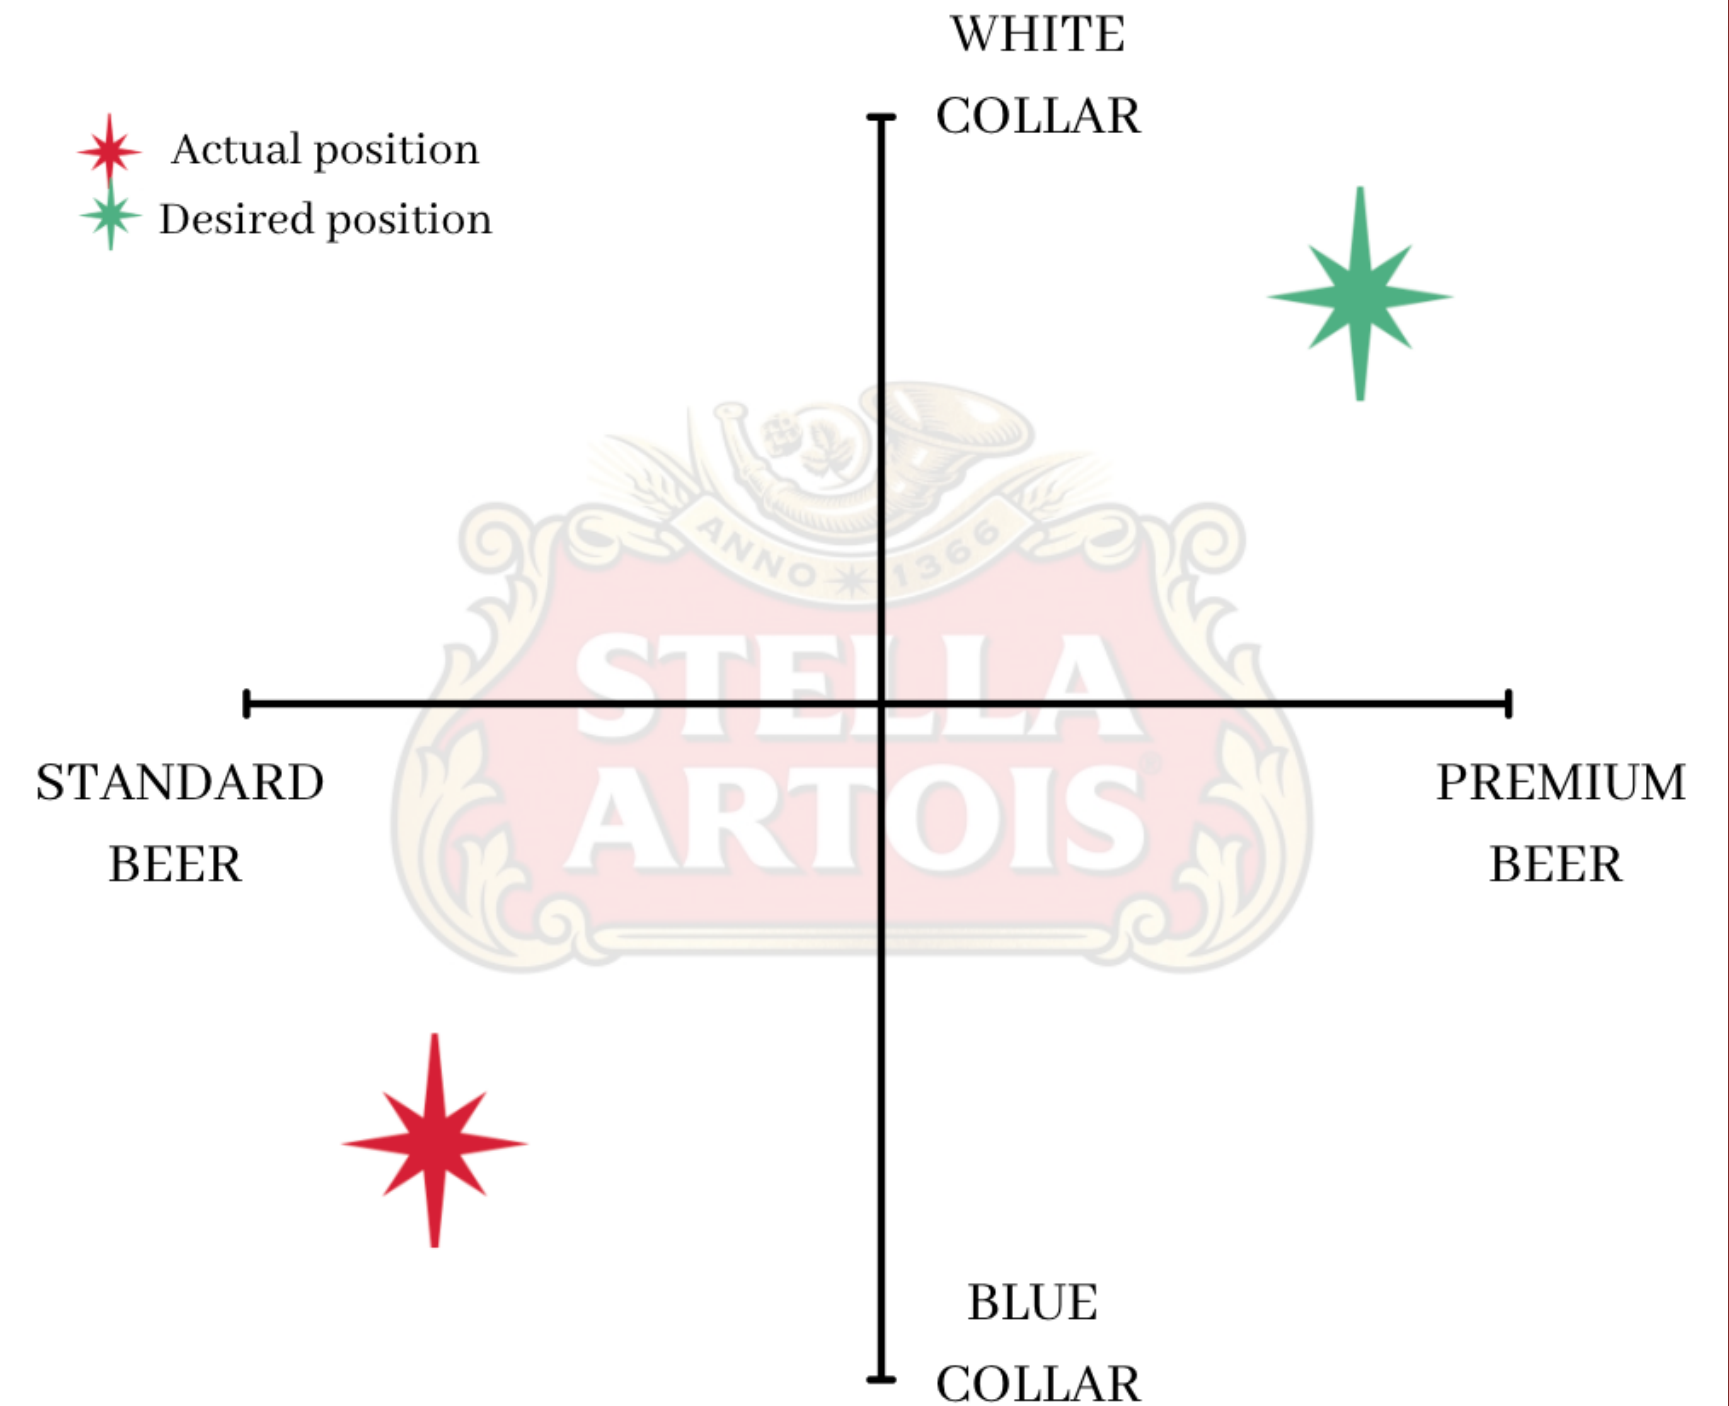 WHITE
COLLAR
Actual position
Desired position
ANNO 1366
STELLA
ARTOIS
®
STANDARD
BEER
PREMIUM
BEER
BLUE
COLLAR